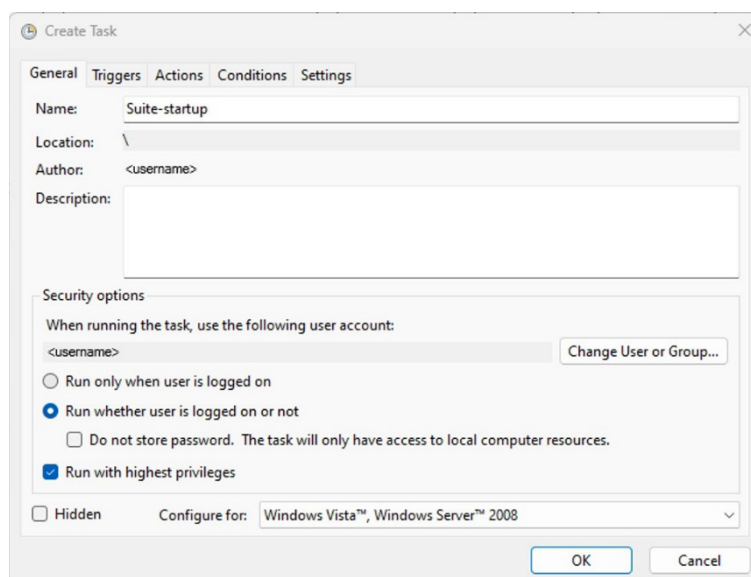 Create Task
General Triggers Actions Conditions Settings
Name: Suite-startup
Location: \
Author: <username>
Description:
Security options
When running the task, use the following user account:
<username> Change User or Group...
Run only when user is logged on
Run whether user is logged on or not
Do not store password. The task will only have access to local computer resources.
Run with highest privileges
Hidden Configure for: Windows Vista™, Windows Server™ 2008
OK Cancel